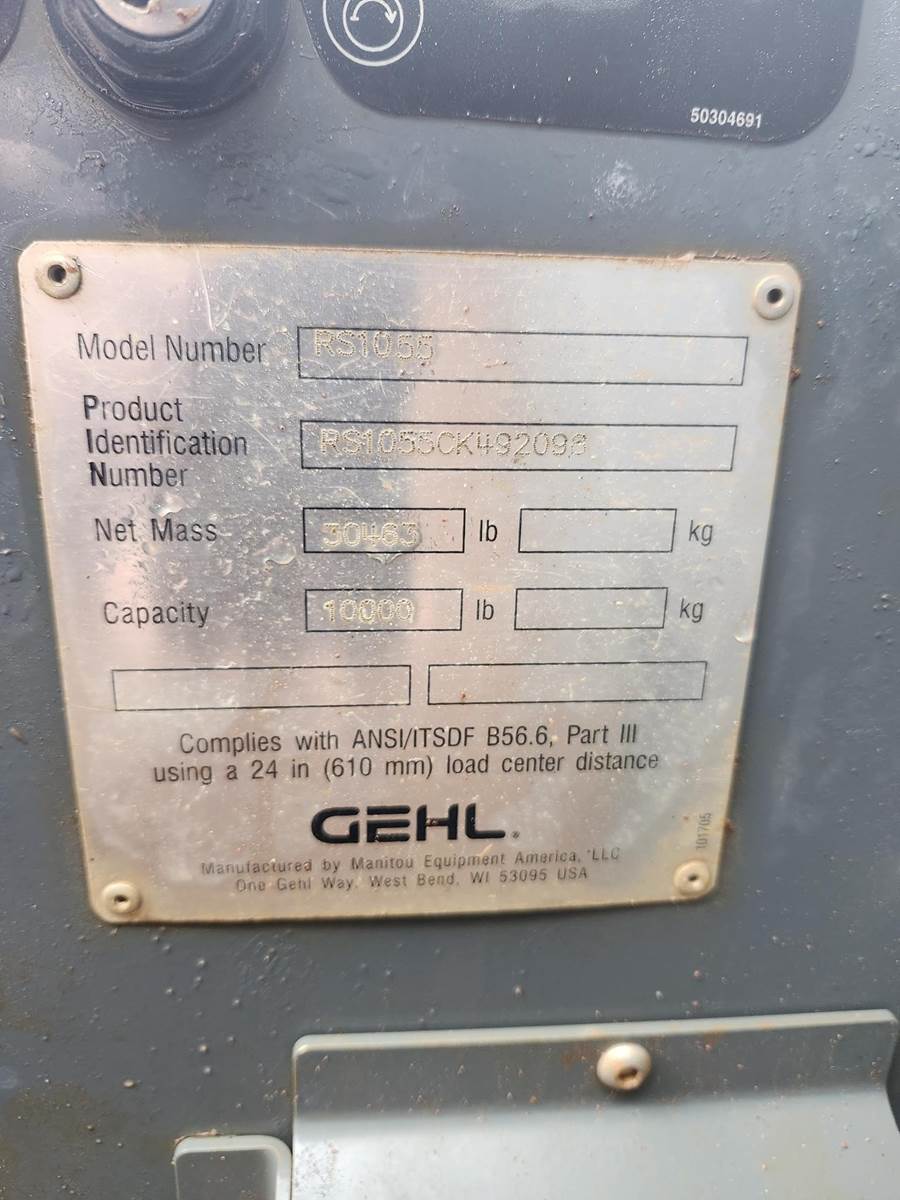 50304691
Model Number RS1055
Product
Identification RS1055CK492098
Number
Net Mass 30463 lb kg
Capacity 10000 lb kg
Complies with ANSI/ITSDF B56.6, Part III
using a 24 in (610 mm) load center distance
GEHL®
101705
Manufactured by Manitou Equipment America, LLC
One Gehl Way, West Bend, WI 53095 USA